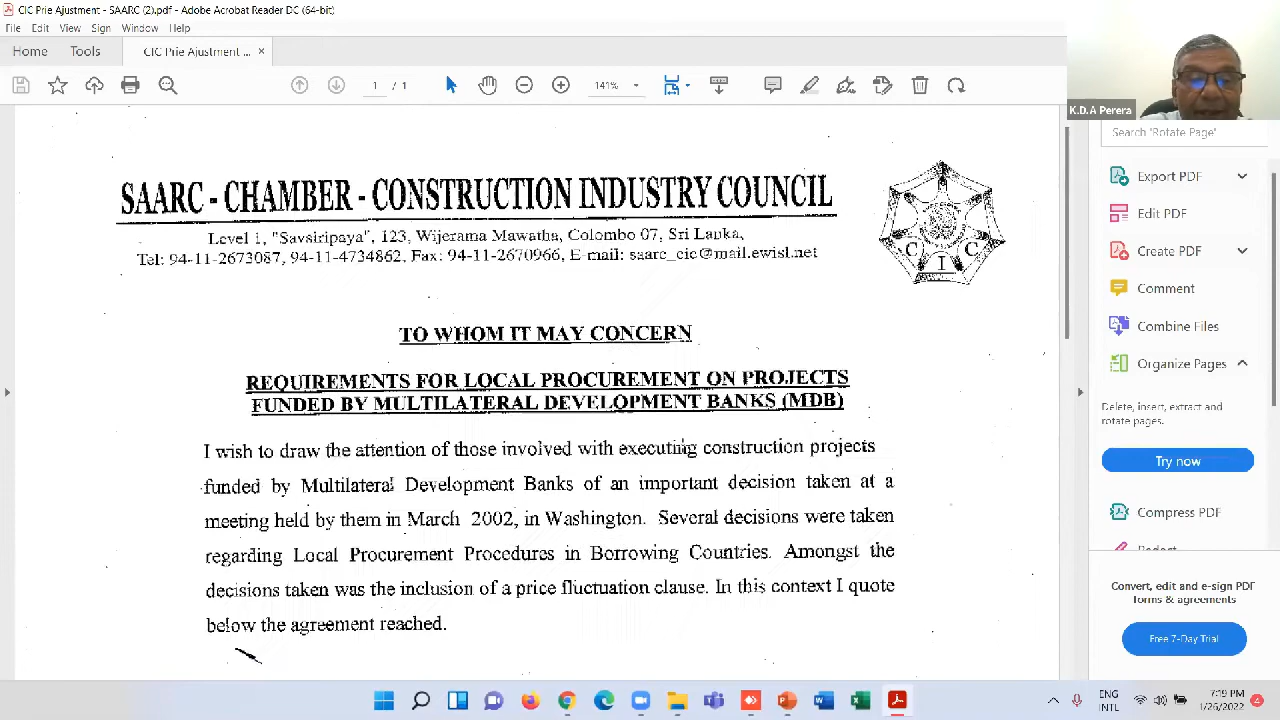 CIC Prie Ajustment - SAARC (2).pdf - Adobe Acrobat Reader DC (64-bit)
File Edit View Sign Window Help
Home Tools CIC Prie Ajustment ... ×
1 / 1 141%
K.D.A Perera
Search 'Rotate Page'
Export PDF
Edit PDF
Create PDF
Comment
Combine Files
Organize Pages
Delete, insert, extract and
rotate pages.
Try now
Compress PDF
Redact
Convert, edit and e-sign PDF
forms & agreements
Free 7-Day Trial
SAARC - CHAMBER - CONSTRUCTION INDUSTRY COUNCIL
Level 1, "Savsiripaya", 123, Wijerama Mawatha, Colombo 07, Sri Lanka,
Tel: 94-11-2673087, 94-11-4734862, Fax: 94-11-2670966, E-mail: saarc_cic@mail.ewisl.net
C I C
TO WHOM IT MAY CONCERN
REQUIREMENTS FOR LOCAL PROCUREMENT ON PROJECTS
FUNDED BY MULTILATERAL DEVELOPMENT BANKS (MDB)
I wish to draw the attention of those involved with executing construction projects
funded by Multilateral Development Banks of an important decision taken at a
meeting held by them in March 2002, in Washington. Several decisions were taken
regarding Local Procurement Procedures in Borrowing Countries. Amongst the
decisions taken was the inclusion of a price fluctuation clause. In this context I quote
below the agreement reached.
ENG
INTL
7:19 PM
1/26/2022
4